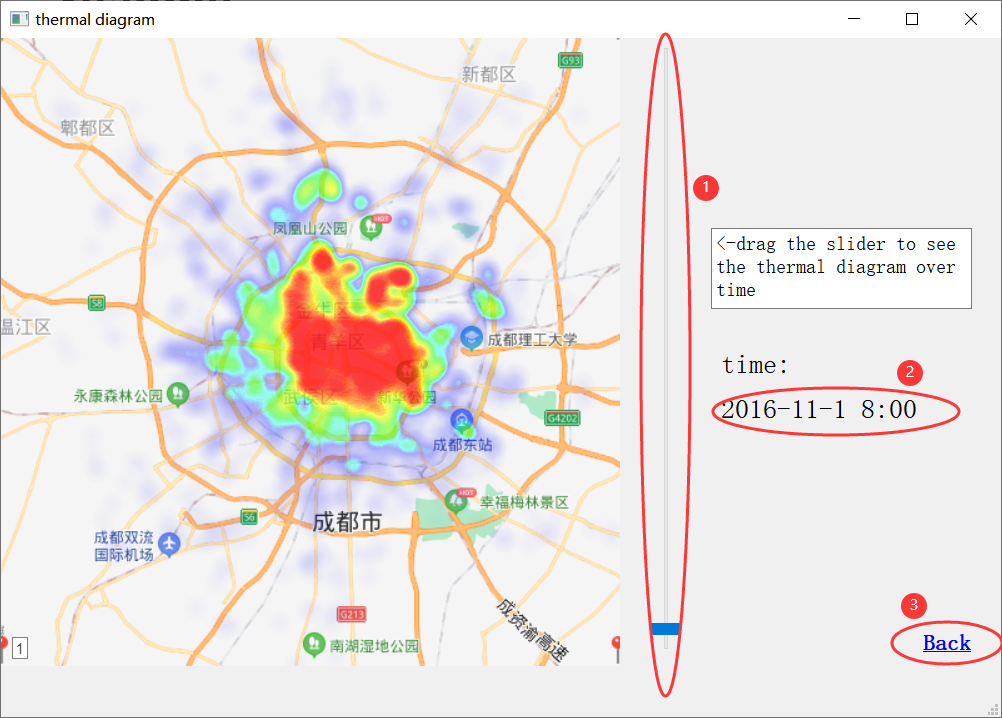 thermal diagram
新都区
G93
郫都区
凤凰山公园
HOT
S8
温江区
金牛区
青羊区
成都理工大学
永康森林公园
武侯区
新华公园
G4202
成都东站
HOT
幸福梅林景区
S6
成都市
成都双流
国际机场
G213
成资渝高速
南湖湿地公园
1
1
<-drag the slider to see
the thermal diagram over
time
time:
2
2016-11-1 8:00
3
Back